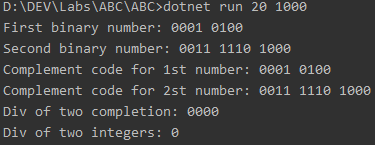 D:\DEV\Labs\ABC\ABC>dotnet run 20 1000
First binary number: 0001 0100
Second binary number: 0011 1110 1000
Complement code for 1st number: 0001 0100
Complement code for 2st number: 0011 1110 1000
Div of two completion: 0000
Div of two integers: 0